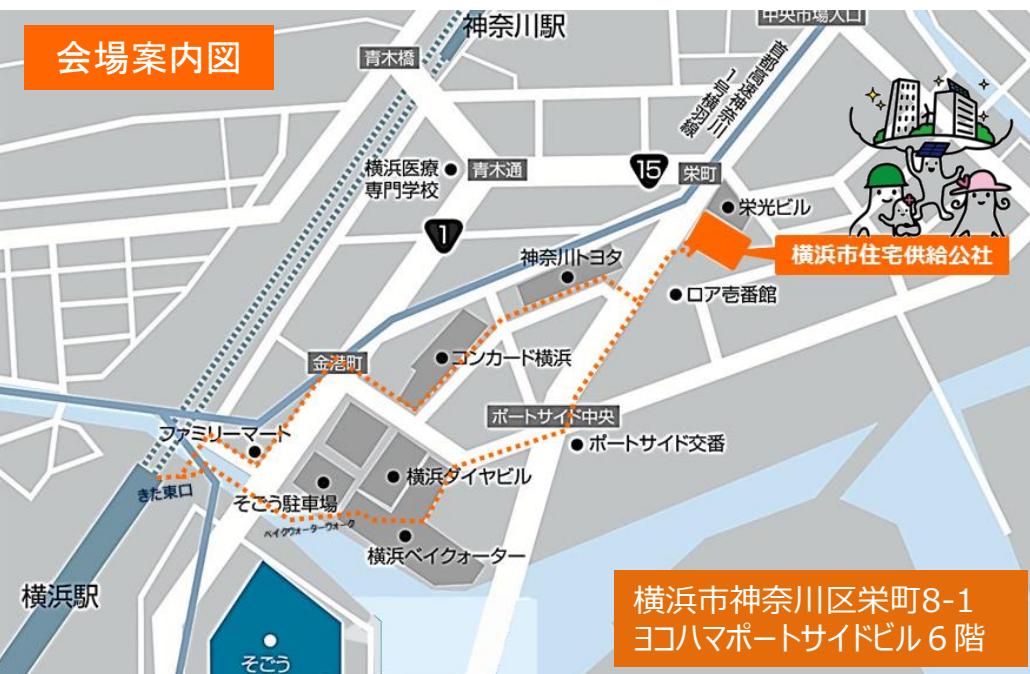 会場案内図
神奈川駅
中央市場入口
青木橋
首都高速神奈川
1号横羽線
横浜医療
専門学校
青木通
15
栄町
栄光ビル
1
神奈川トヨタ
横浜市住宅供給公社
ロア壱番館
金港町
コンカード横浜
ポートサイド中央
ファミリーマート
ポートサイド交番
横浜ダイヤビル
きた東口
そごう駐車場
ベイクウォーターウォーク
横浜ベイクォーター
横浜駅
横浜市神奈川区栄町8-1
ヨコハマポートサイドビル6階
そごう